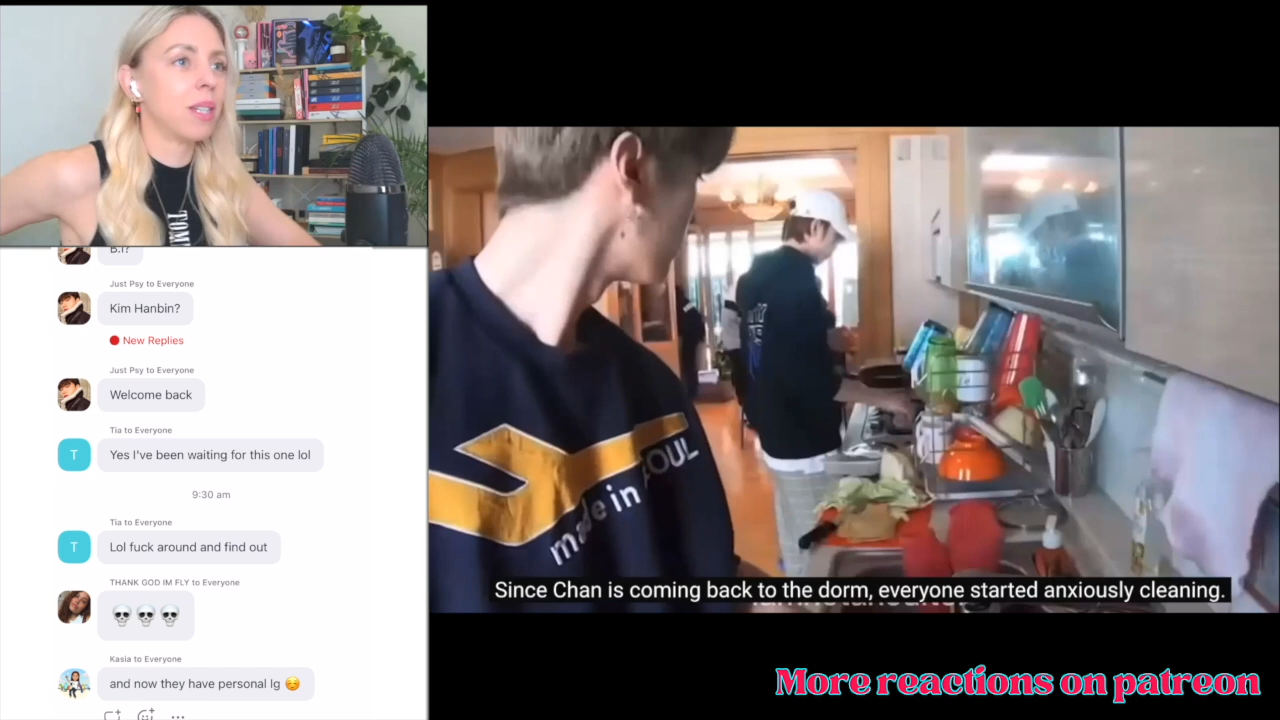 B.I?
Just Psy to Everyone
Kim Hanbin?
New Replies
Just Psy to Everyone
Welcome back
Tia to Everyone
T
Yes I've been waiting for this one lol
9:30 am
Tia to Everyone
T
Lol fuck around and find out
THANK GOD IM FLY to Everyone
Kasia to Everyone
and now they have personal Ig
TOMM
made in SOUL
Since Chan is coming back to the dorm, everyone started anxiously cleaning.
More reactions on patreon